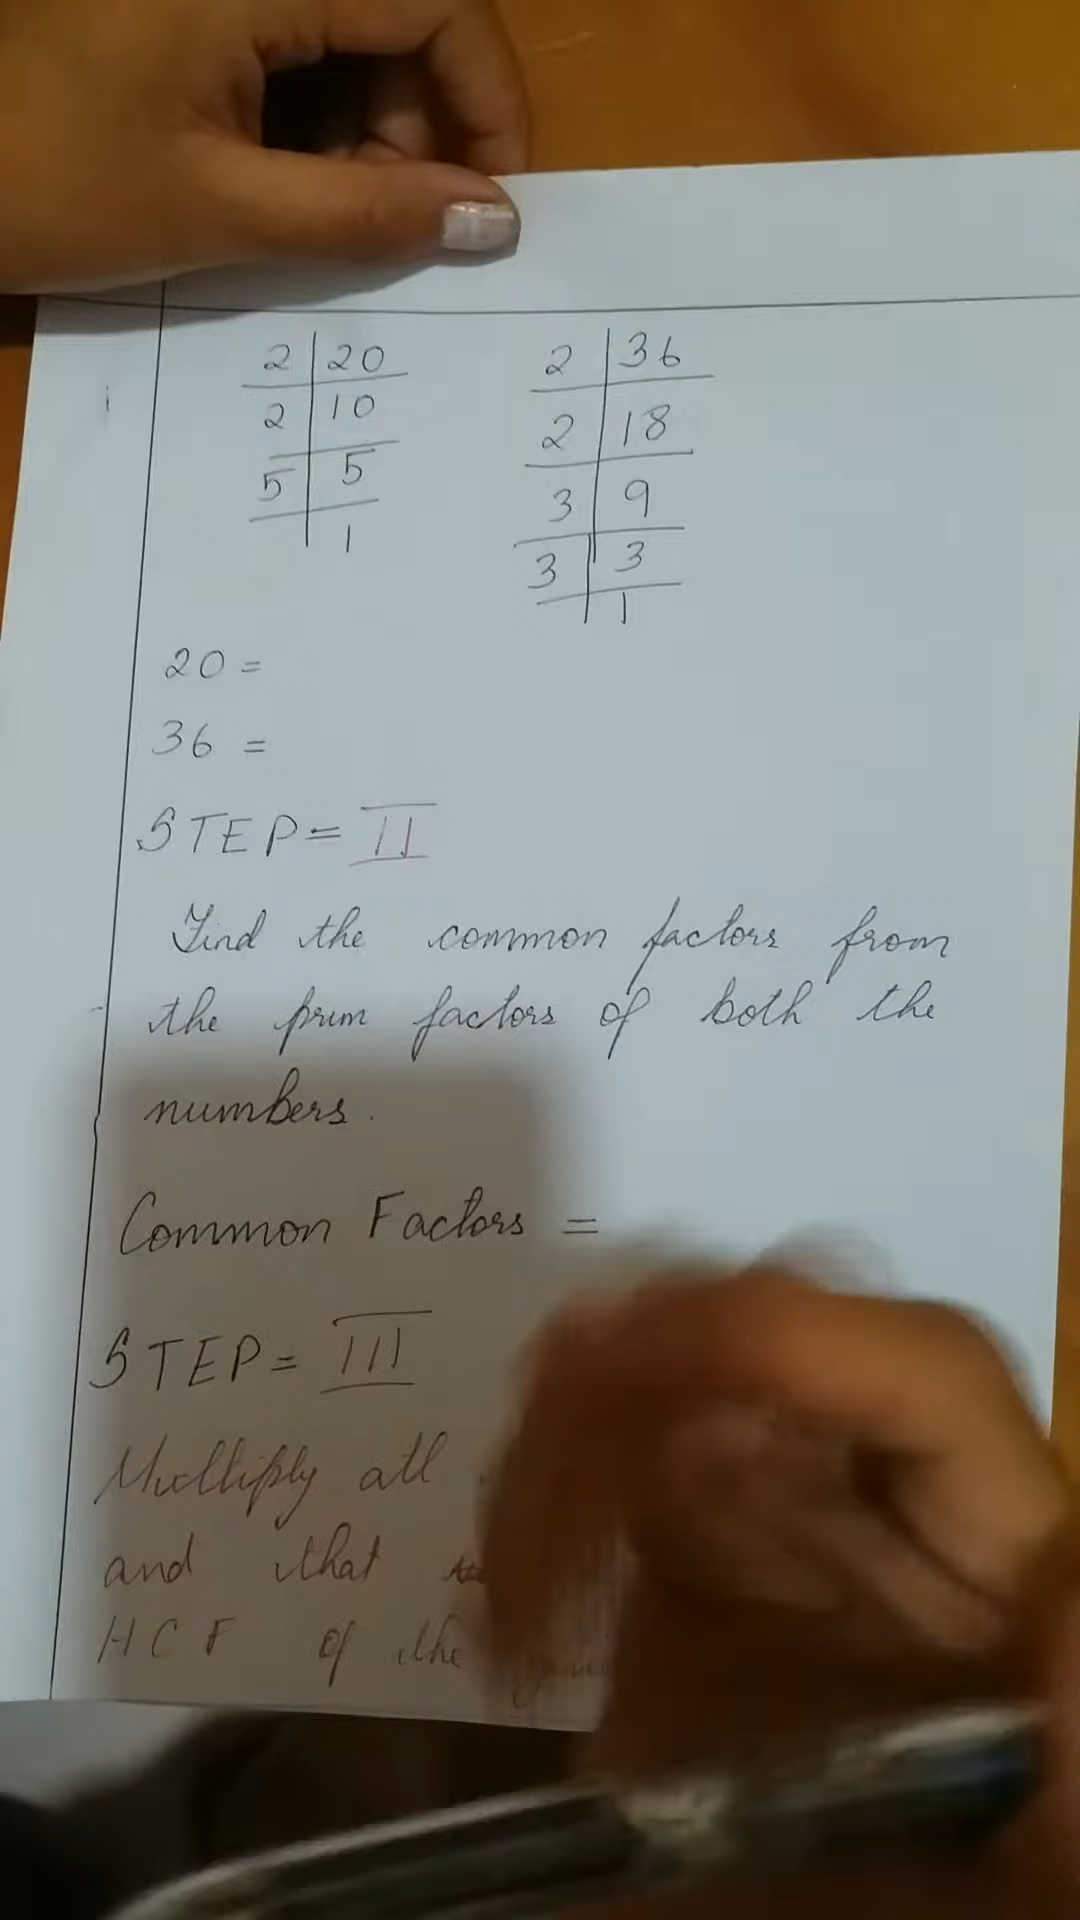 2 | 20    2 | 36
2 | 10    2 | 18
5 | 5    3 | 9
1    3 | 3
1
20 =
36 =
STEP = II
Find the common factors from
the prim factors of both the
numbers.
Common Factors =
STEP = III
Multiply all
and that
HCF of the